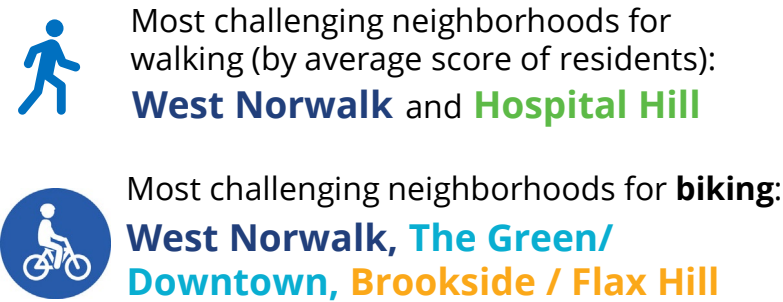 Most challenging neighborhoods for
walking (by average score of residents):
West Norwalk and Hospital Hill
Most challenging neighborhoods for biking:
West Norwalk, The Green/
Downtown, Brookside / Flax Hill